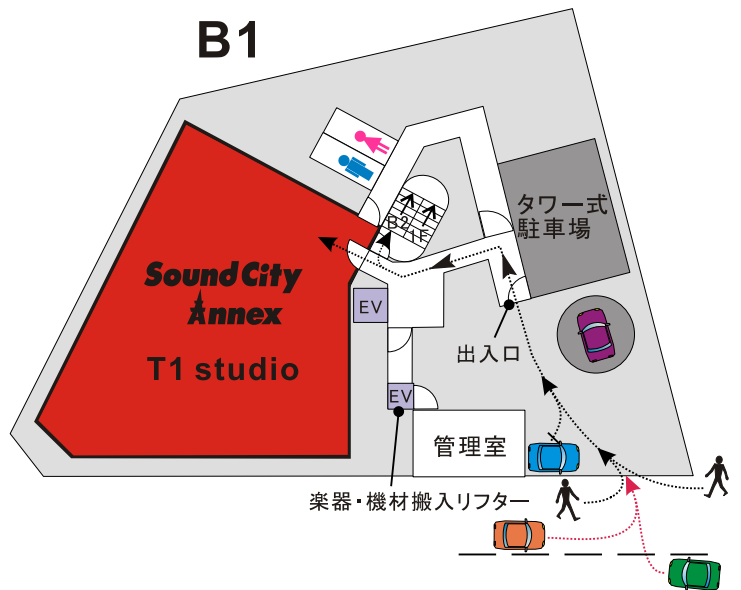 B1
タワー式
駐車場
B2
1F
Sound City
Annex
T1 studio
EV
出入口
EV
管理室
楽器・機材搬入リフター